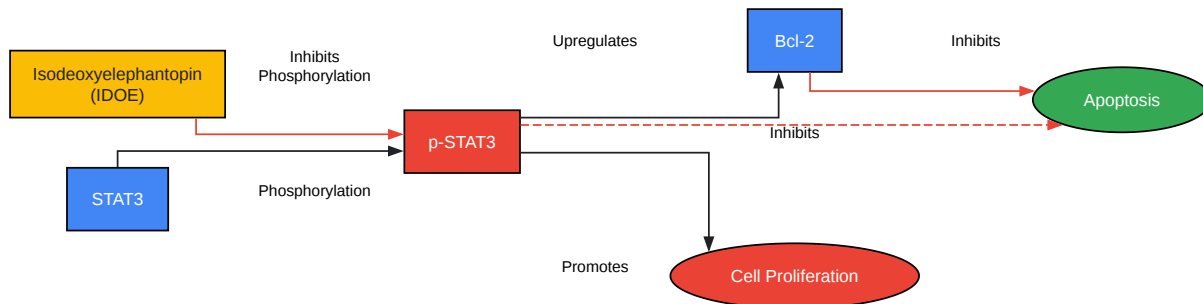 Isodeoxyelephantopin
(IDOE)
Inhibits
Phosphorylation
Upregulates
Bcl-2
Inhibits
Apoptosis
p-STAT3
Inhibits
STAT3
Phosphorylation
Promotes
Cell Proliferation